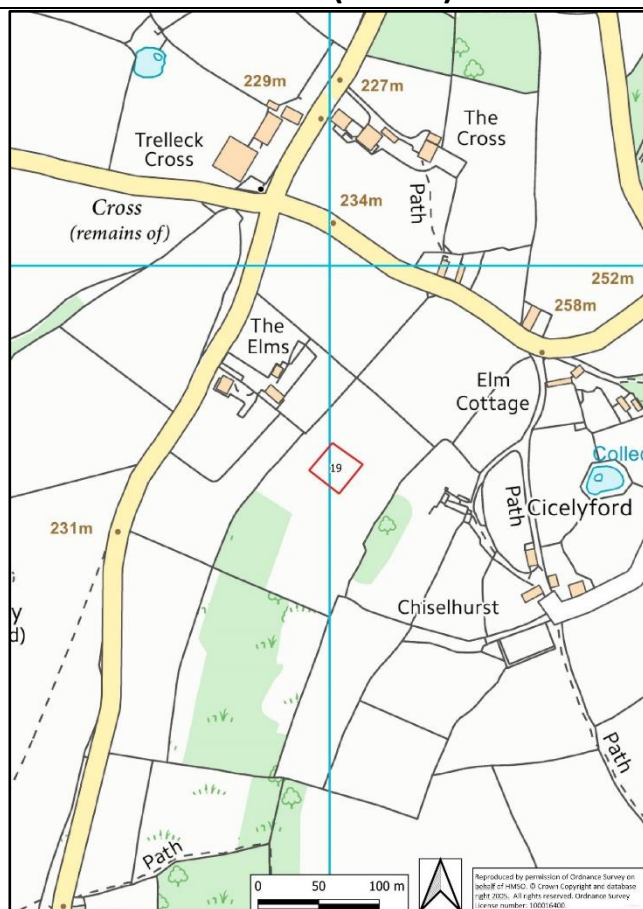 229m
227m
Trelleck
Cross
The
Cross
Path
234m
Cross
(remains of)
252m
258m
The
Elms
Elm
Cottage
19
Collec
Path
Cicelyford
231m
y
d)
Chiselhurst
Path
Path
0 50 100 m
Reproduced by permission of Ordnance Survey on
behalf of HMSO. © Crown Copyright and database
right 2025. All rights reserved. Ordnance Survey
License number: 100016400.